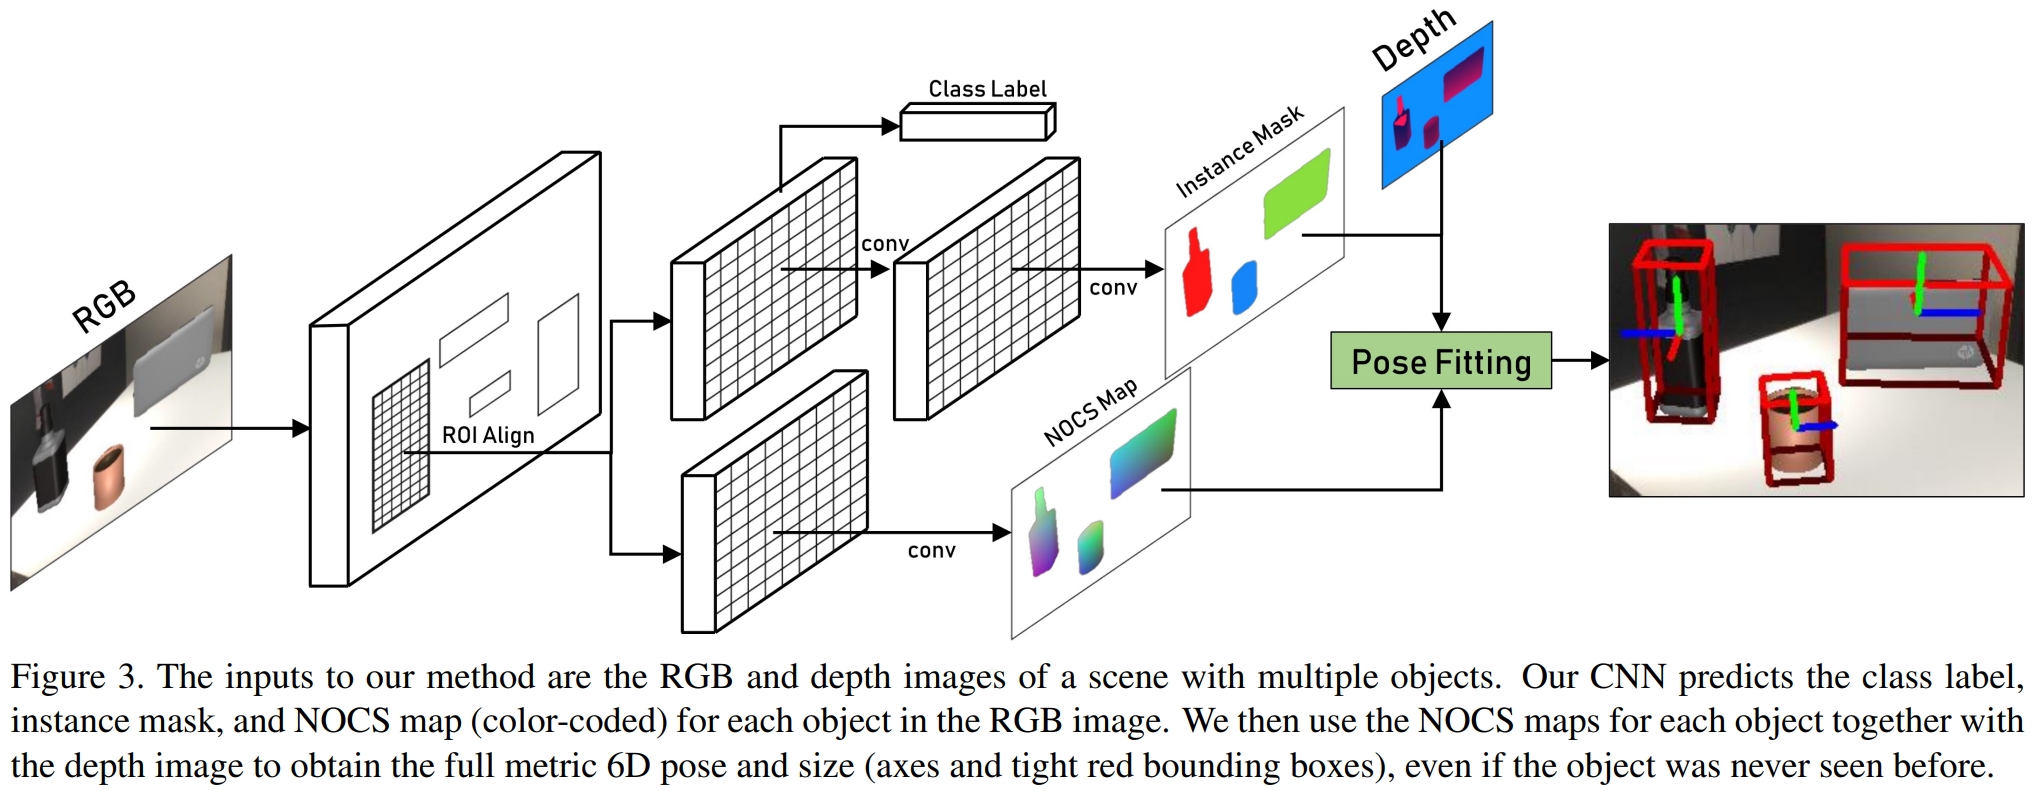 RGB
ROI Align
Class Label
conv
conv
conv
Instance Mask
NOCS Map
Depth
Pose Fitting
Figure 3. The inputs to our method are the RGB and depth images of a scene with multiple objects. Our CNN predicts the class label,
instance mask, and NOCS map (color-coded) for each object in the RGB image. We then use the NOCS maps for each object together with
the depth image to obtain the full metric 6D pose and size (axes and tight red bounding boxes), even if the object was never seen before.